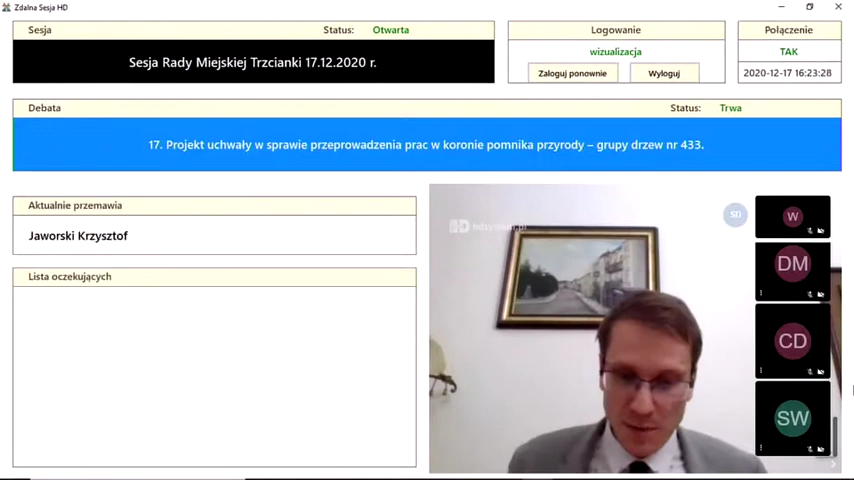 Zdalna Sesja HD
Sesja Status: Otwarta
Sesja Rady Miejskiej Trzcianki 17.12.2020 r.
Logowanie
wizualizacja
Zaloguj ponownie Wyloguj
Połączenie
TAK
2020-12-17 16:23:28
Debata Status: Trwa
17. Projekt uchwały w sprawie przeprowadzenia prac w koronie pomnika przyrody – grupy drzew nr 433.
Aktualnie przemawia
Jaworski Krzysztof
Lista oczekujących
HD
SD
W
DM
CD
SW